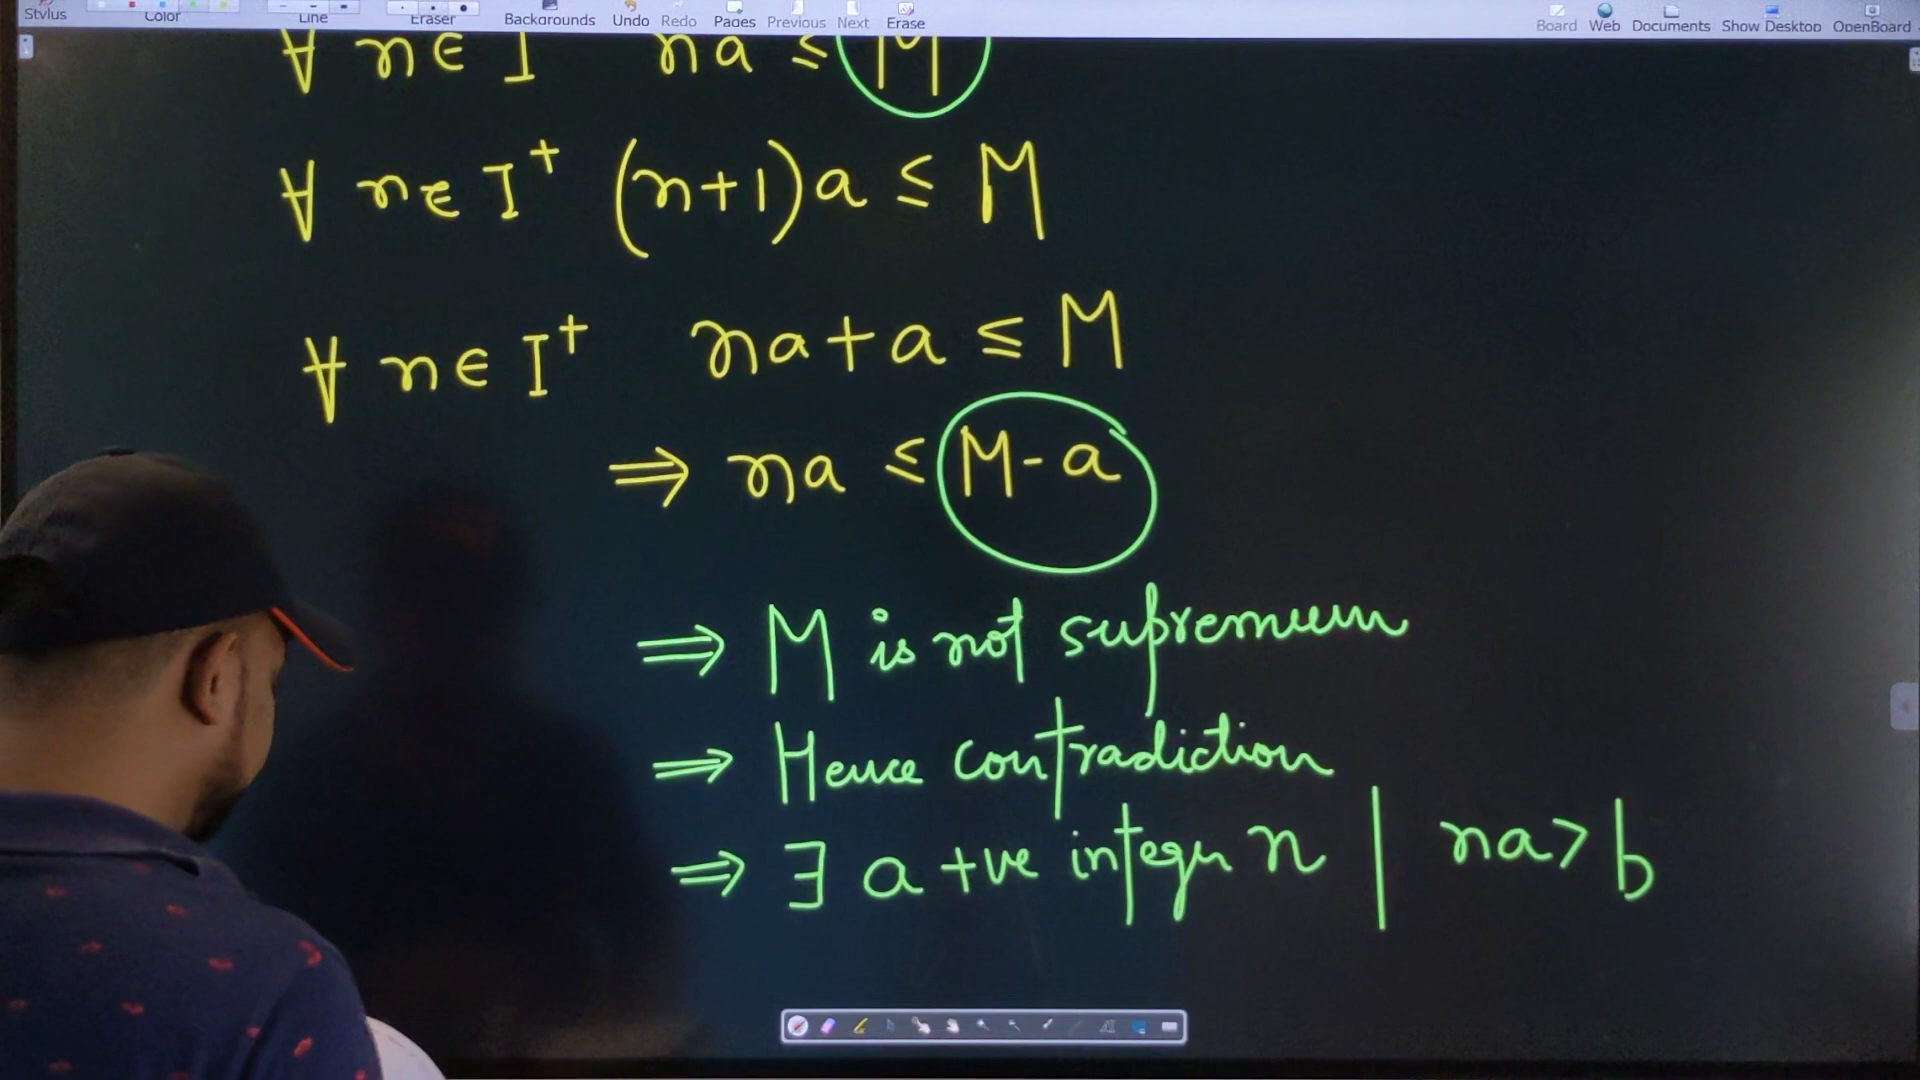 Stylus Color Line Eraser Backgrounds Undo Redo Pages Previous Next Erase Board Web Documents Show Desktop OpenBoard
∀ n ∈ I na ≤ M
∀ n ∈ I⁺ (n+1)a ≤ M
∀ n ∈ I⁺ na + a ≤ M
⇒ na ≤ M - a
⇒ M is not supremum
⇒ Hence contradiction
⇒ ∃ a +ve integer n | na > b